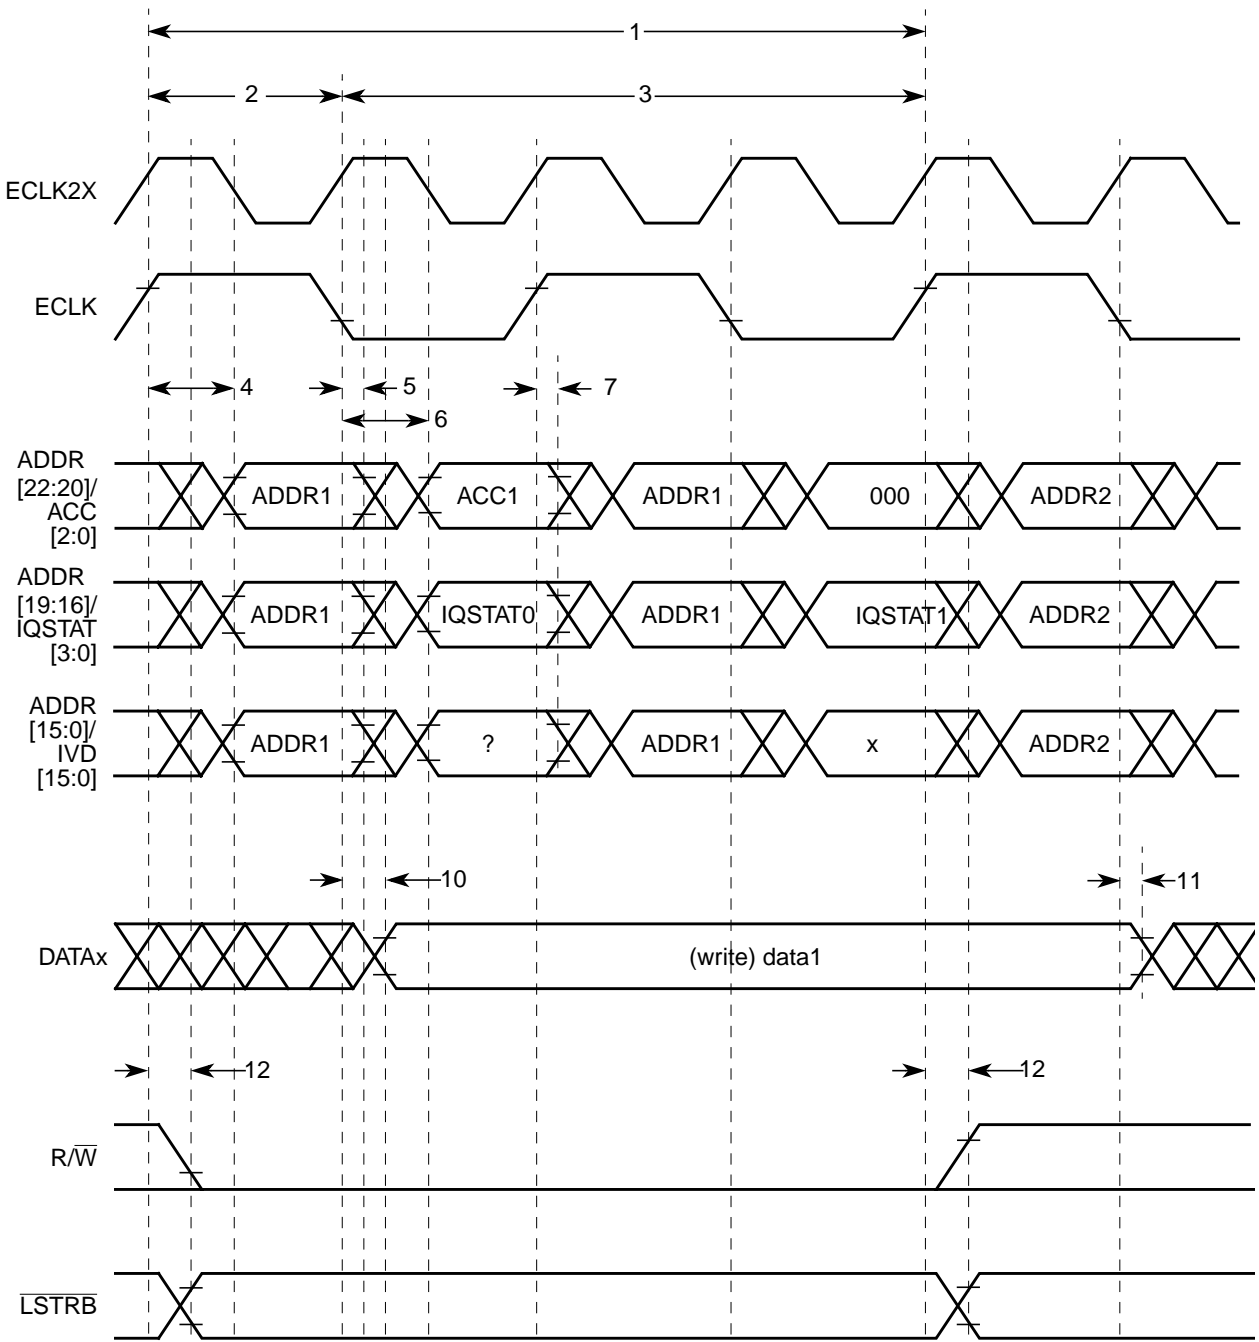 1
2
3
ECLK2X
ECLK
4
5
7
6
ADDR
[22:20]/
ACC
[2:0]
ADDR1
ACC1
ADDR1
000
ADDR2
ADDR
[19:16]/
IQSTAT
[3:0]
ADDR1
IQSTAT0
ADDR1
IQSTAT1
ADDR2
ADDR
[15:0]/
IVD
[15:0]
ADDR1
?
ADDR1
x
ADDR2
10
11
DATAx
(write) data1
12
12
R/W̅
L̅S̅T̅R̅B̅